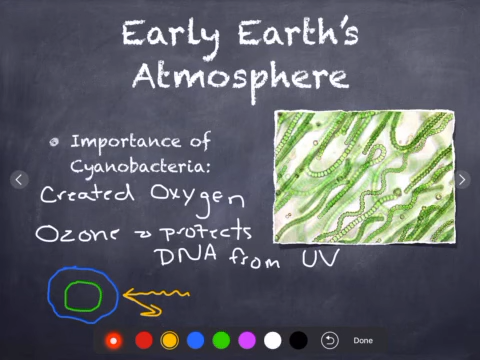 Early Earth's
Atmosphere
Importance of
Cyanobacteria:
Created Oxygen
Ozone → protects
DNA from UV
Done